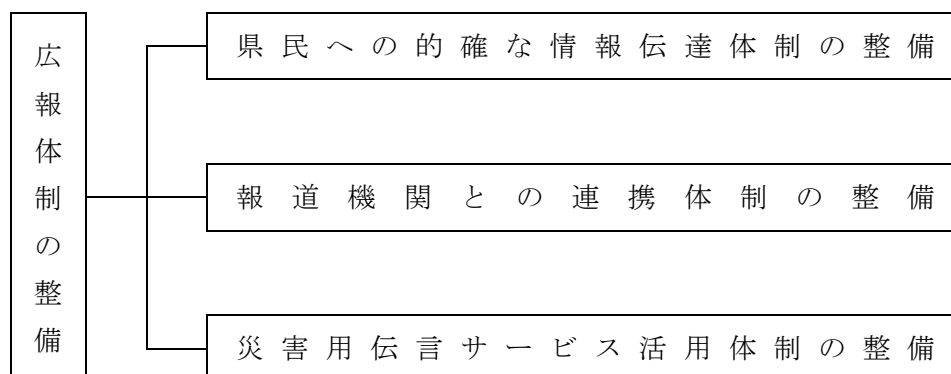 広報体制の整備
県民への的確な情報伝達体制の整備
報道機関との連携体制の整備
災害用伝言サービス活用体制の整備